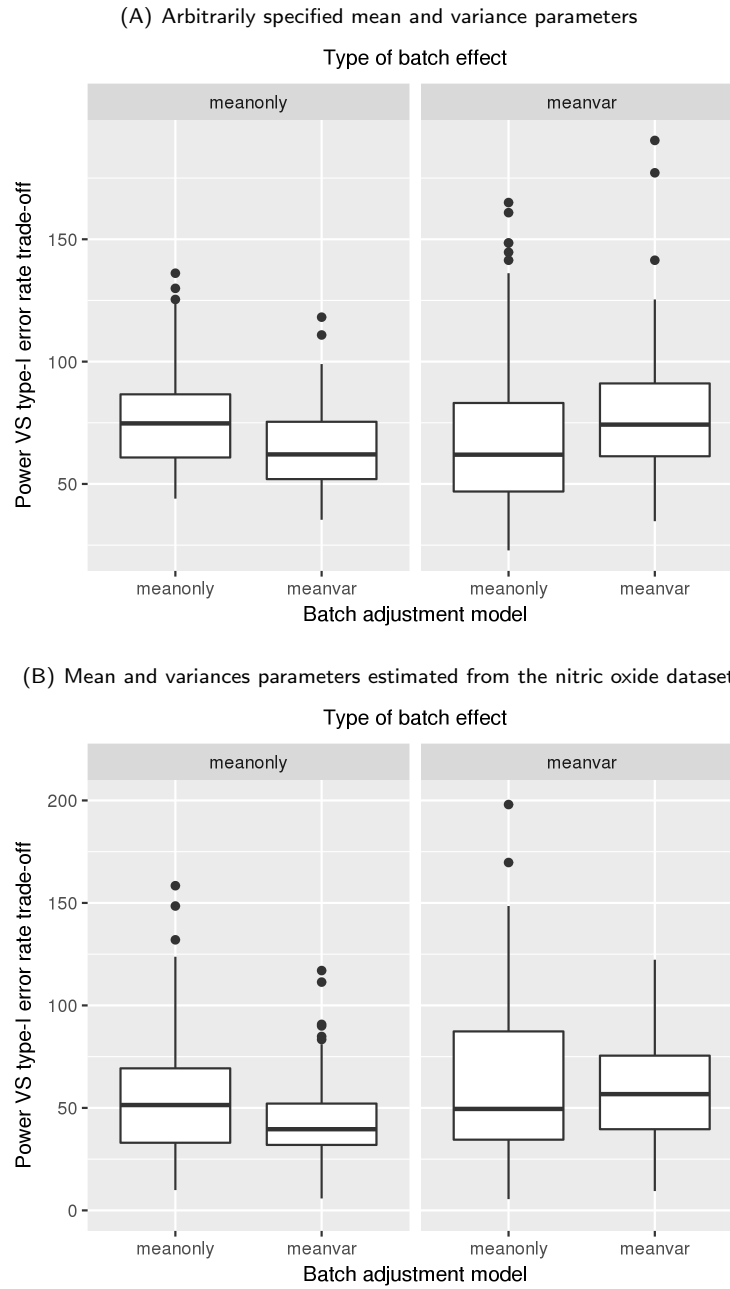 (A) Arbitrarily specified mean and variance parameters
Type of batch effect
meanonly meanvar
Power VS type-I error rate trade-off
150
100
50
meanonly meanvar meanonly meanvar
Batch adjustment model
(B) Mean and variances parameters estimated from the nitric oxide dataset
Type of batch effect
meanonly meanvar
Power VS type-I error rate trade-off
200
150
100
50
0
meanonly meanvar meanonly meanvar
Batch adjustment model